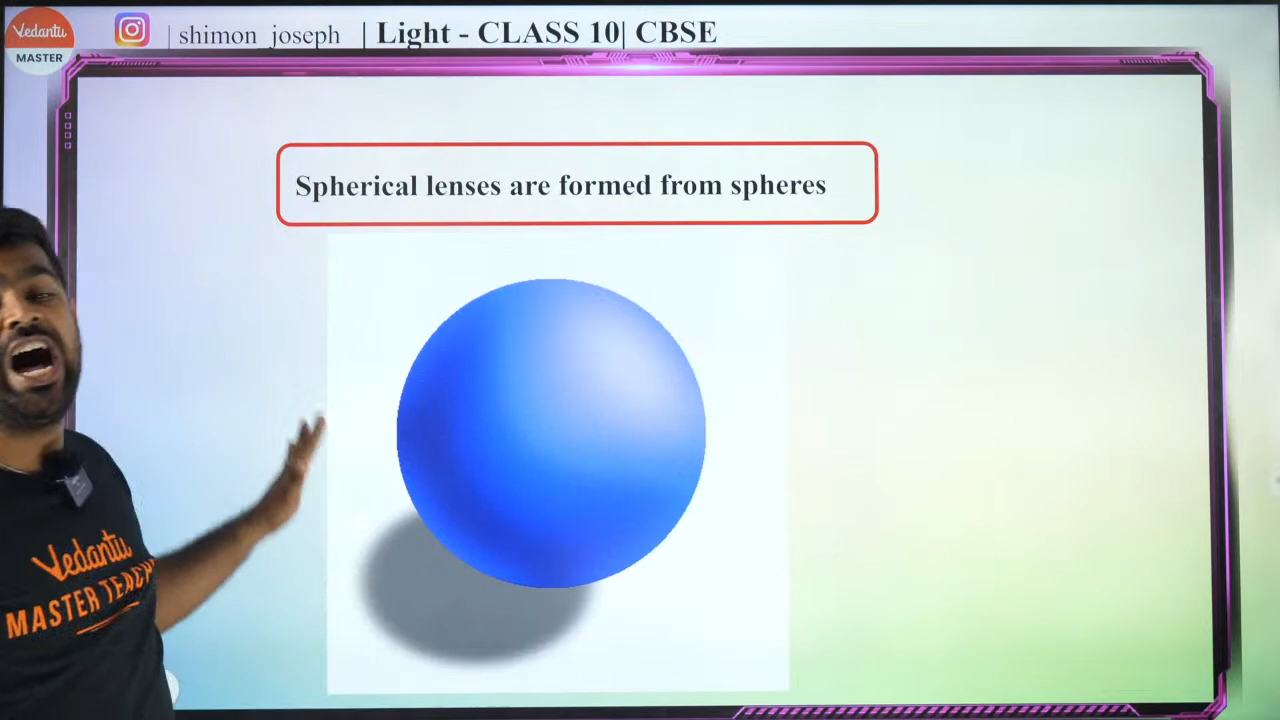 Vedantu
MASTER
| shimon_joseph | Light - CLASS 10| CBSE
Spherical lenses are formed from spheres
Vedantu
MASTER TEACH